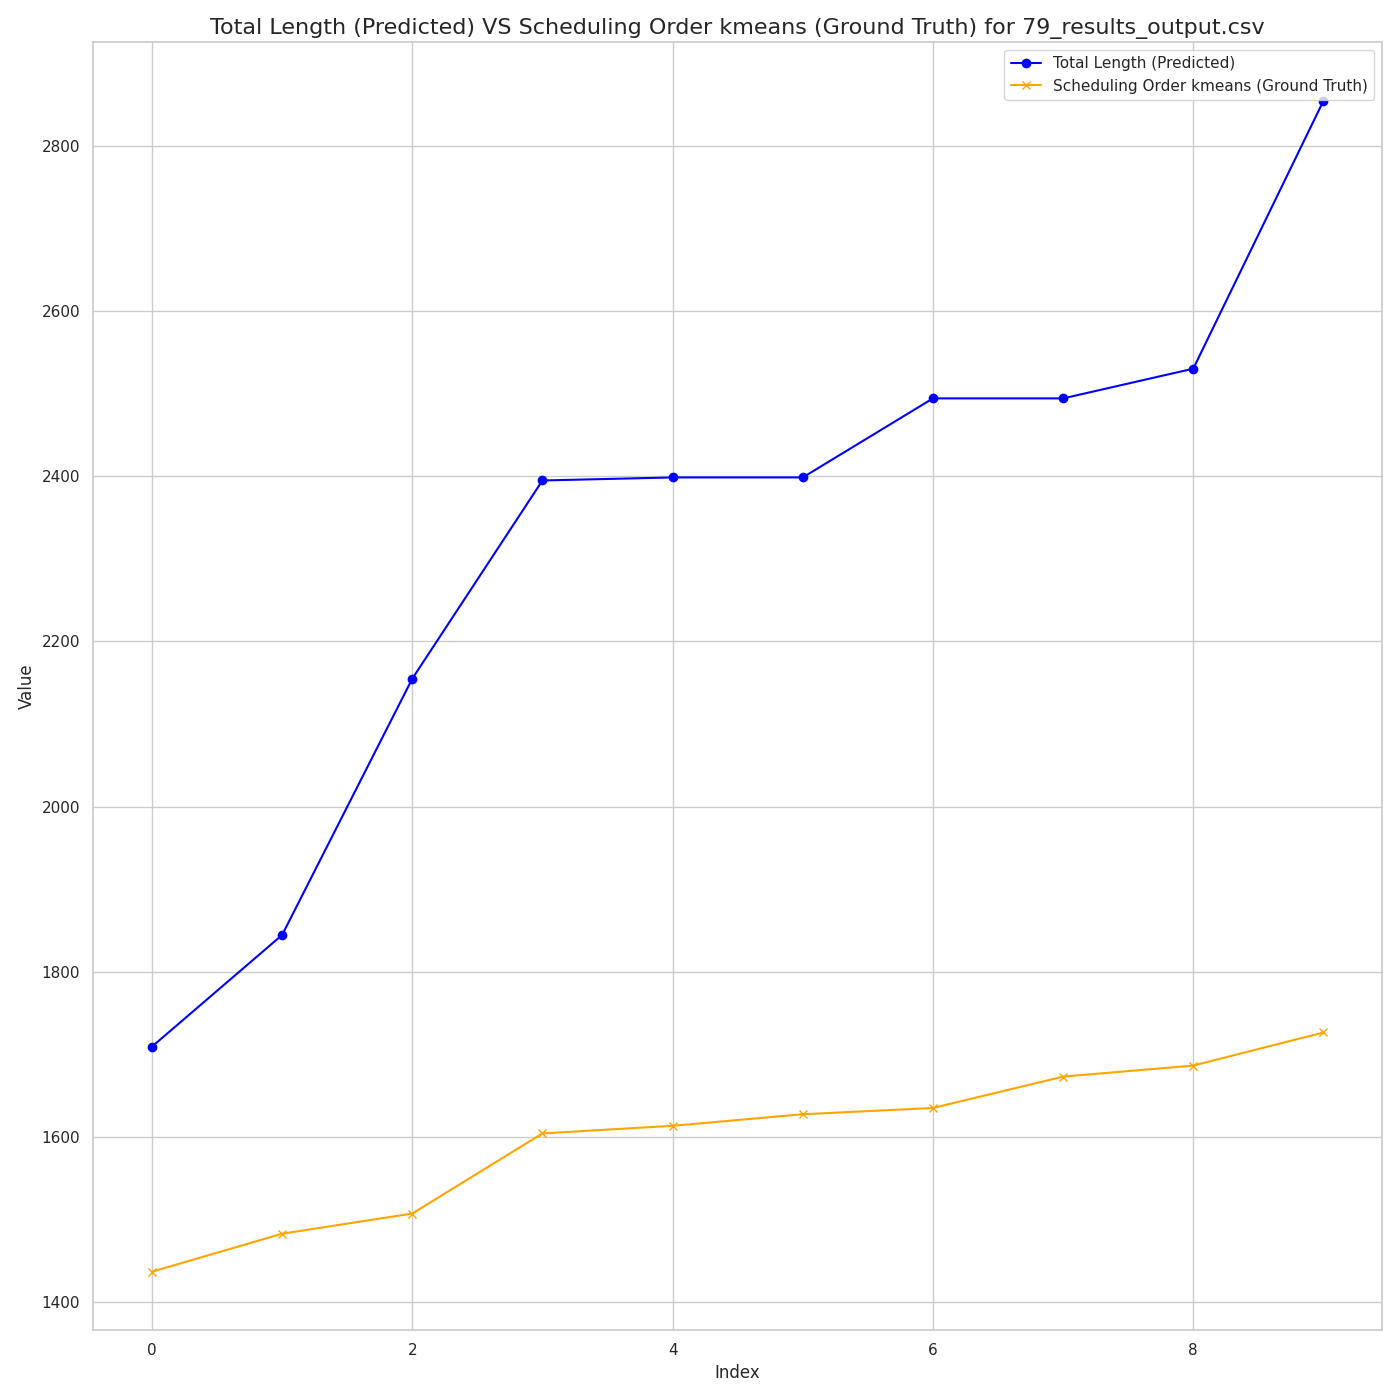 Total Length (Predicted) VS Scheduling Order kmeans (Ground Truth) for 79_results_output.csv
Total Length (Predicted)
Scheduling Order kmeans (Ground Truth)
2800
2600
2400
2200
2000
1800
1600
1400
Value
0 2 4 6 8
Index